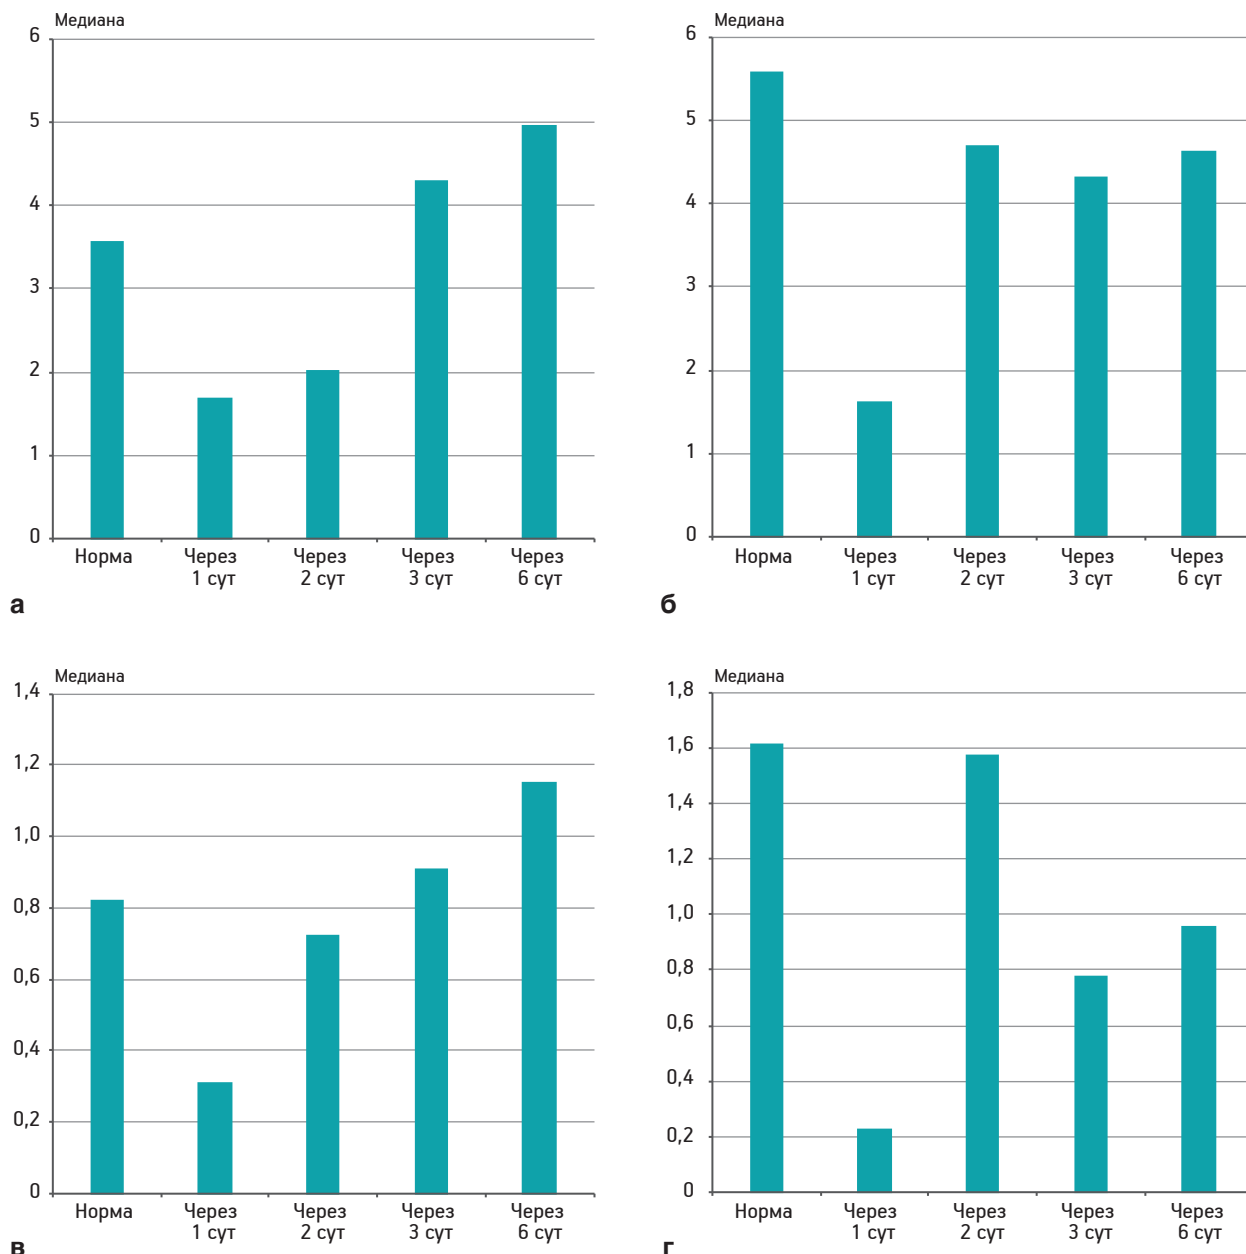 Медиана
6
5
4
3
2
1
0
Норма
Через
1 сут
Через
2 сут
Через
3 сут
Через
6 сут
а
Медиана
6
5
4
3
2
1
0
Норма
Через
1 сут
Через
2 сут
Через
3 сут
Через
6 сут
б
Медиана
1,4
1,2
1,0
0,8
0,6
0,4
0,2
0
Норма
Через
1 сут
Через
2 сут
Через
3 сут
Через
6 сут
в
Медиана
1,8
1,6
1,4
1,2
1,0
0,8
0,6
0,4
0,2
0
Норма
Через
1 сут
Через
2 сут
Через
3 сут
Через
6 сут
г